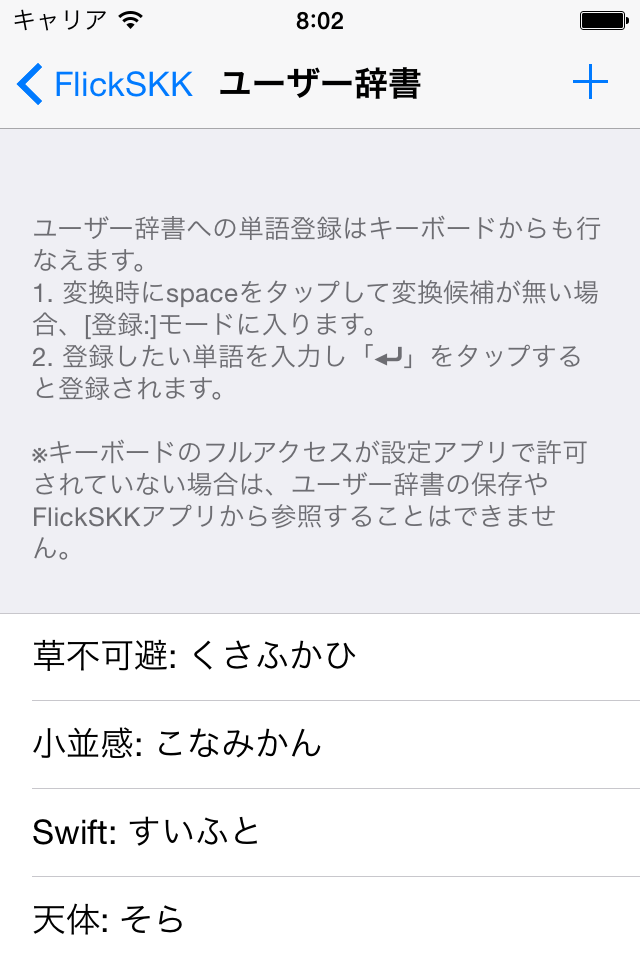 キャリア 8:02
FlickSKK ユーザー辞書
ユーザー辞書への単語登録はキーボードからも行
なえます。
1. 変換時にspaceをタップして変換候補が無い場
合、[登録:]モードに入ります。
2. 登録したい単語を入力し「↵」をタップする
と登録されます。
※キーボードのフルアクセスが設定アプリで許可
されていない場合は、ユーザー辞書の保存や
FlickSKKアプリから参照することはできませ
ん。
草不可避: くさふかひ
小並感: こなみかん
Swift: すいふと
天体: そら